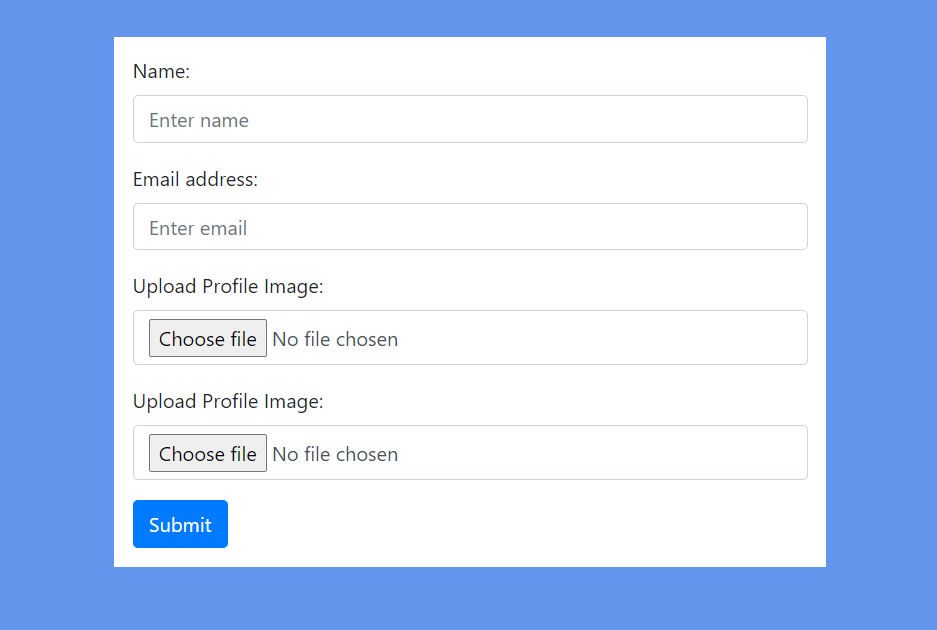 Name:
Enter name
Email address:
Enter email
Upload Profile Image:
Choose file No file chosen
Upload Profile Image:
Choose file No file chosen
Submit